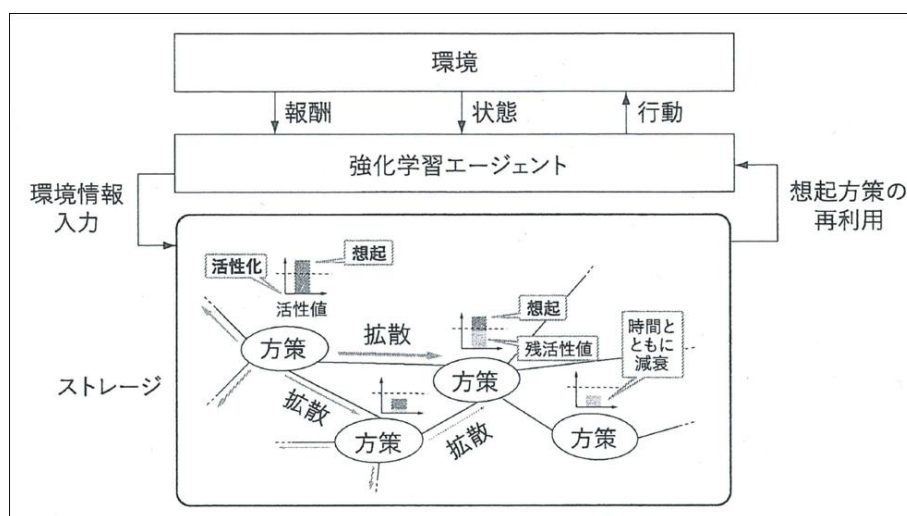 環境
報酬
状態
行動
強化学習エージェント
環境情報
入力
想起方策の
再利用
活性化
想起
活性値
想起
残活性値
時間と
ともに
減衰
方策
拡散
方策
ストレージ
拡散
方策
拡散
方策